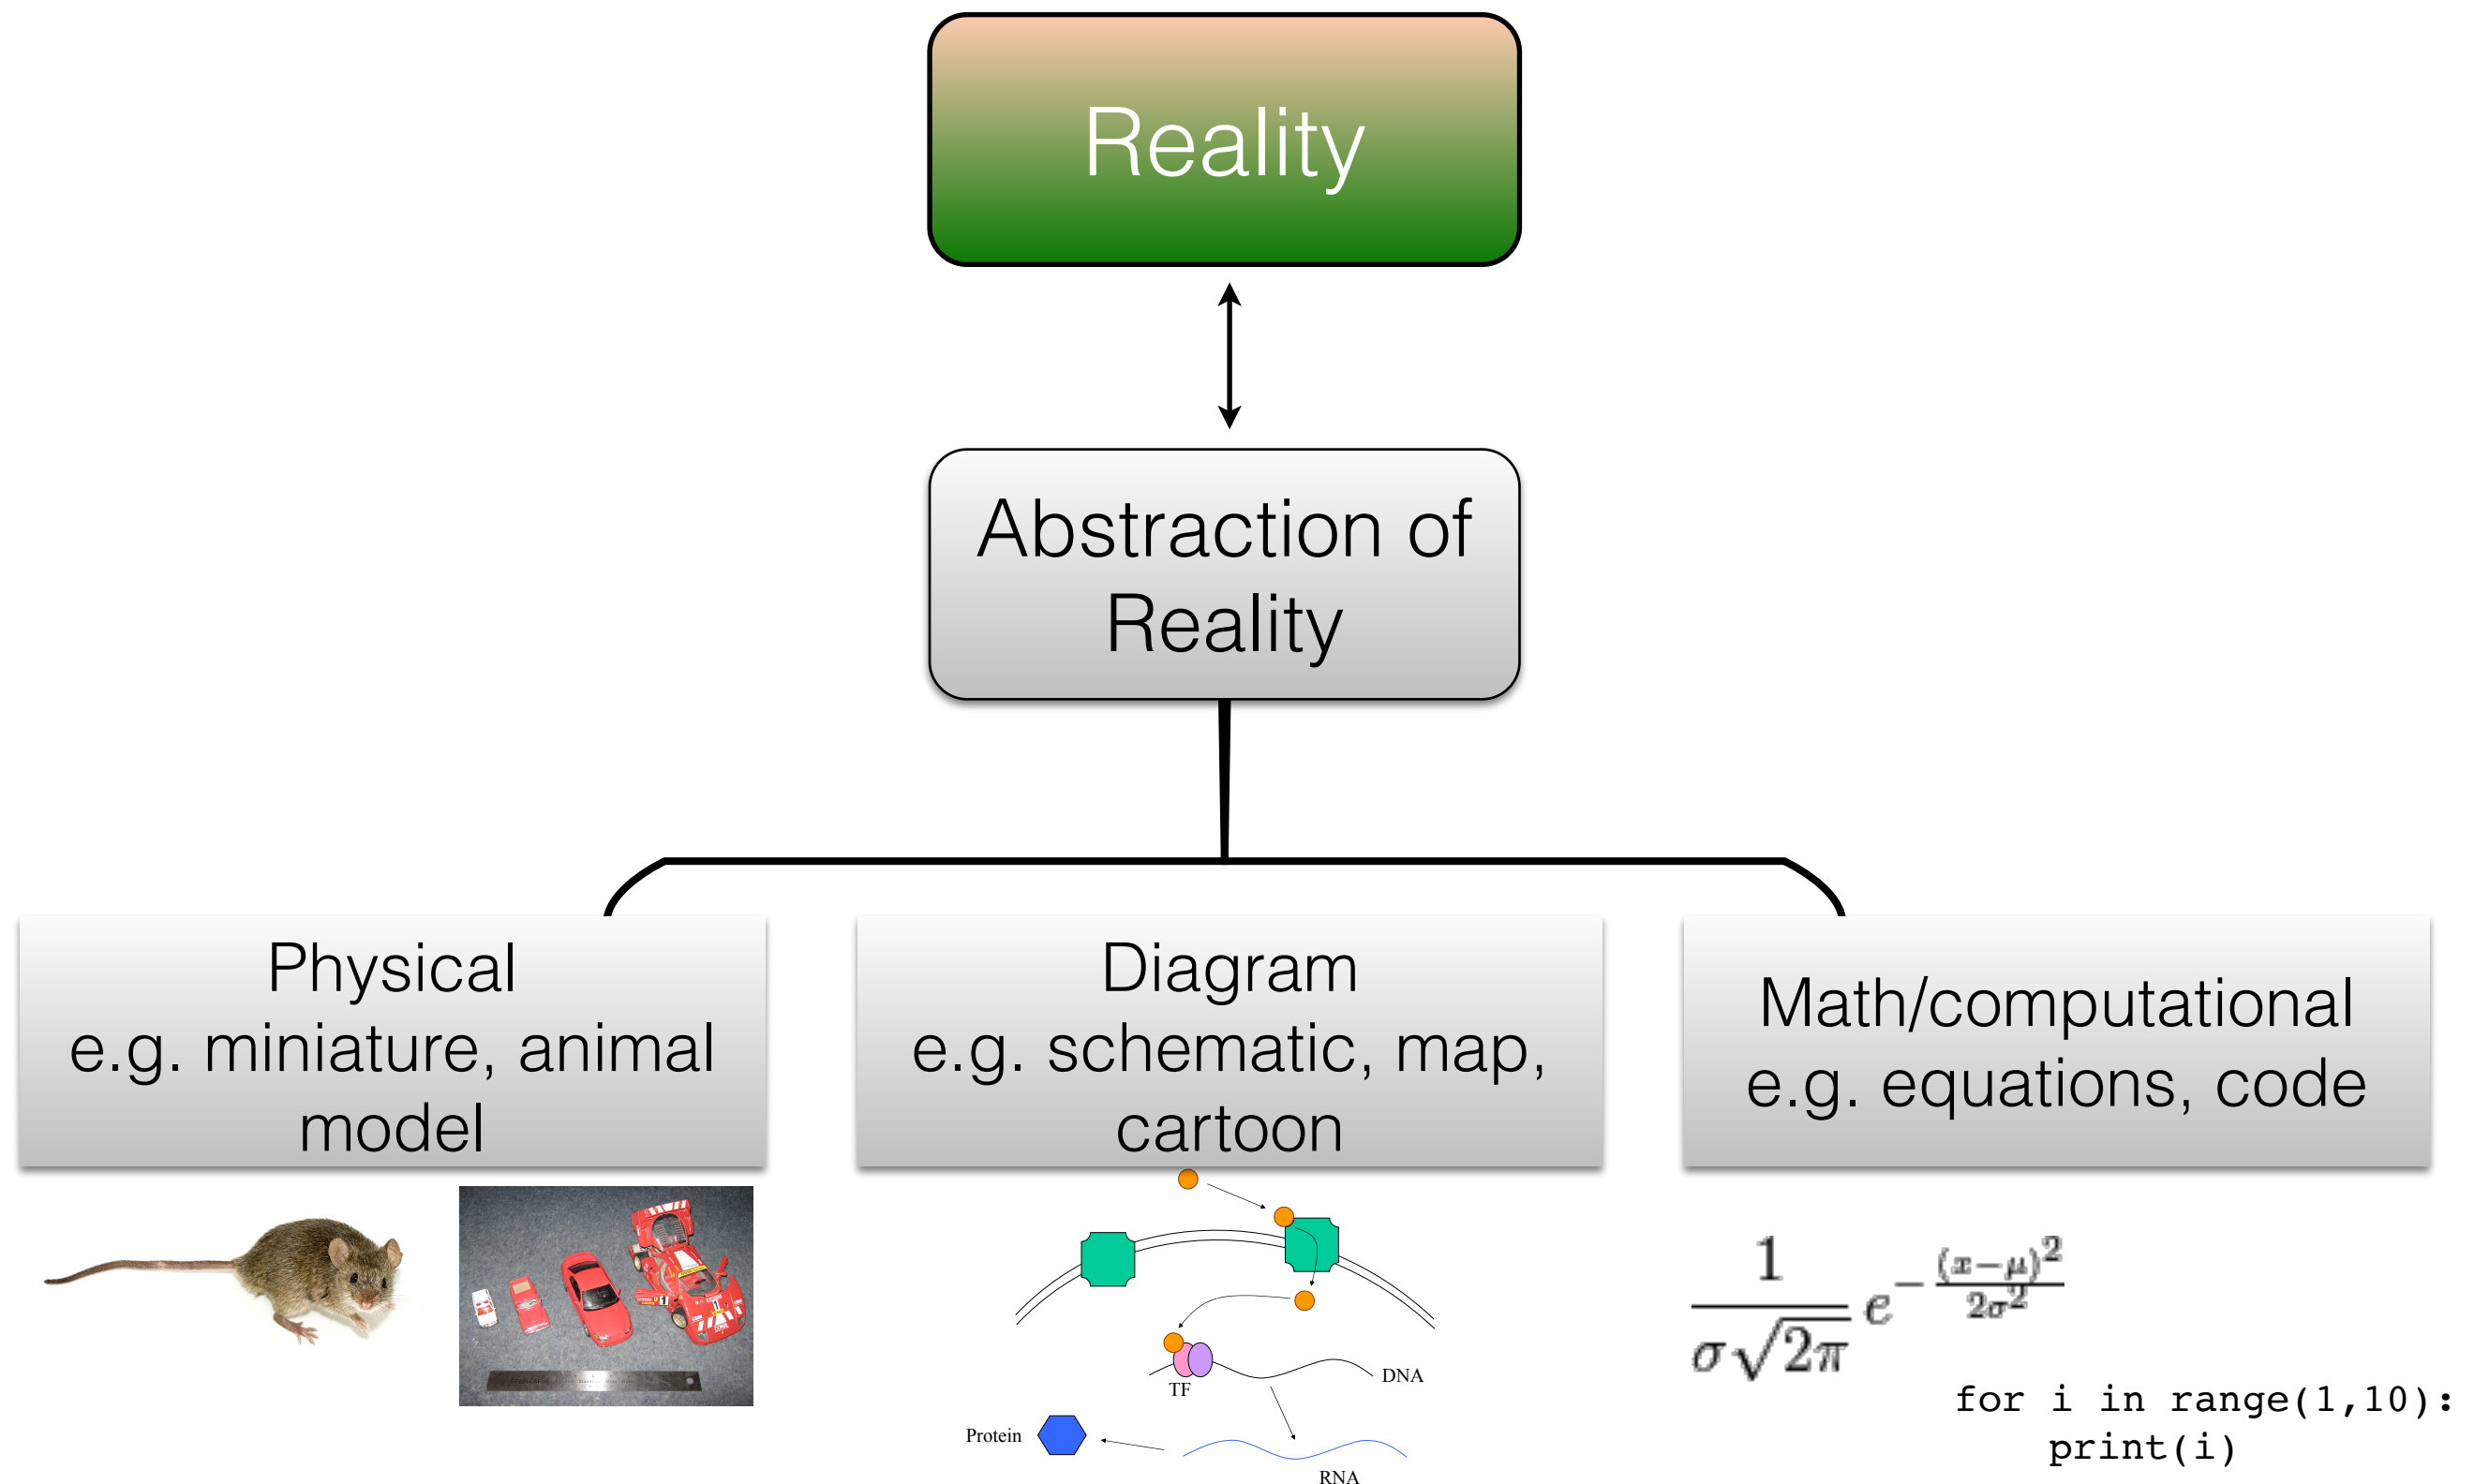 Reality
Abstraction of
Reality
Physical
e.g. miniature, animal
model
Diagram
e.g. schematic, map,
cartoon
Math/computational
e.g. equations, code
TF
DNA
Protein
RNA
1
σ√2π
e
− (x−μ)²
2σ²
for i in range(1,10):
    print(i)